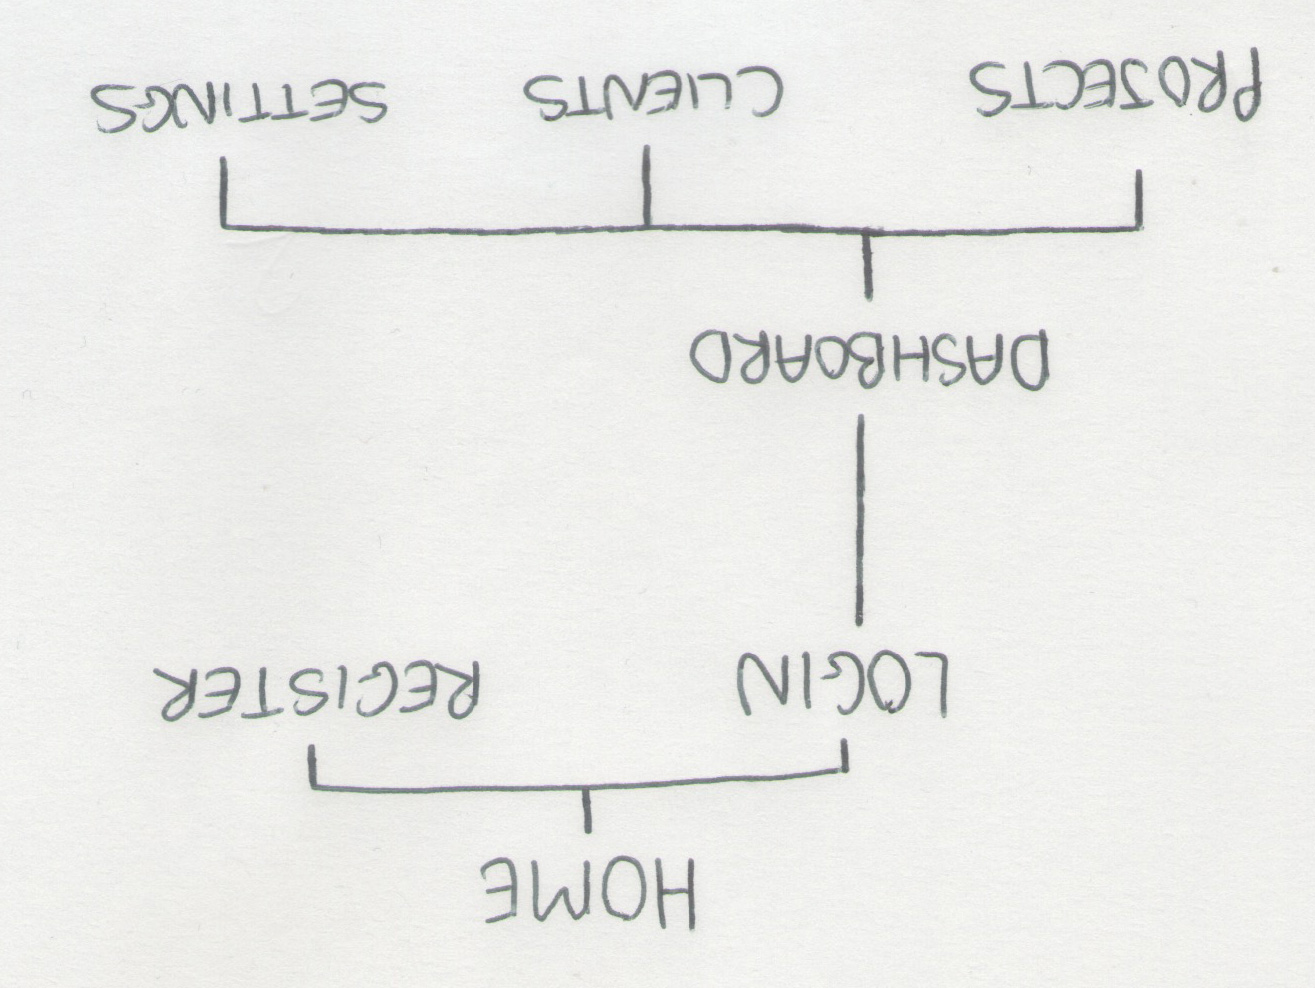 HOME
LOGIN REGISTER
DASHBOARD
PROJECTS CLIENTS SETTINGS